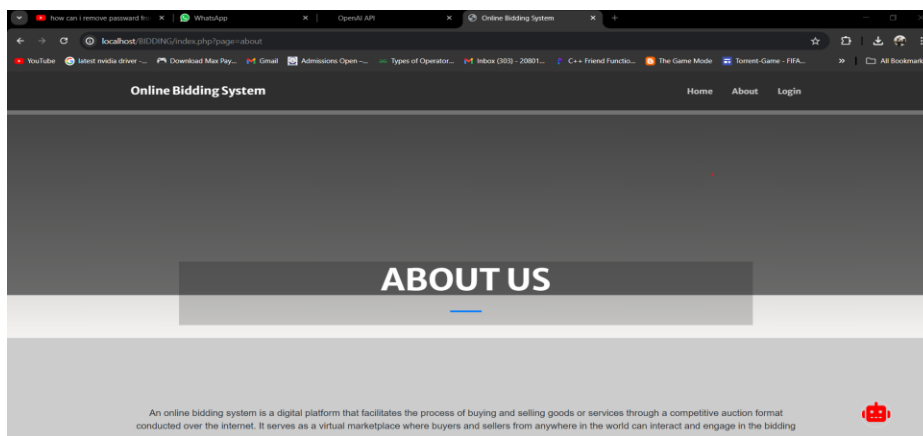 how can i remove passward fro
WhatsApp
OpenAI API
Online Bidding System
localhost/BIDDING/index.php?page=about
YouTube
latest nvidia driver -...
Download Max Pay...
Gmail
Admissions Open –...
Types of Operator...
Inbox (303) - 20801...
C++ Friend Functio...
The Game Mode
Torrent-Game - FIFA...
»
All Bookmark
Online Bidding System
Home
About
Login
ABOUT US
An online bidding system is a digital platform that facilitates the process of buying and selling goods or services through a competitive auction format
conducted over the internet. It serves as a virtual marketplace where buyers and sellers from anywhere in the world can interact and engage in the bidding